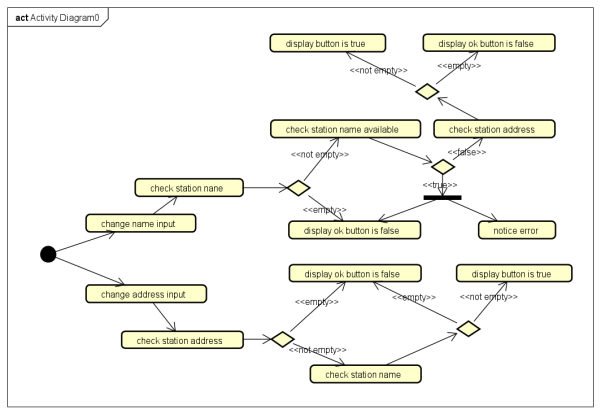 act Activity Diagram0
display button is true
display ok button is false
<<not empty>>
<<empty>>
check station name available
check station address
<<not empty>>
<<false>>
check station nane
<<true>>
<<empty>>
change name input
display ok button is false
notice error
display ok button is false
display button is true
change address input
<<empty>>
<<empty>>
<<not empty>>
check station address
<<not empty>>
check station name